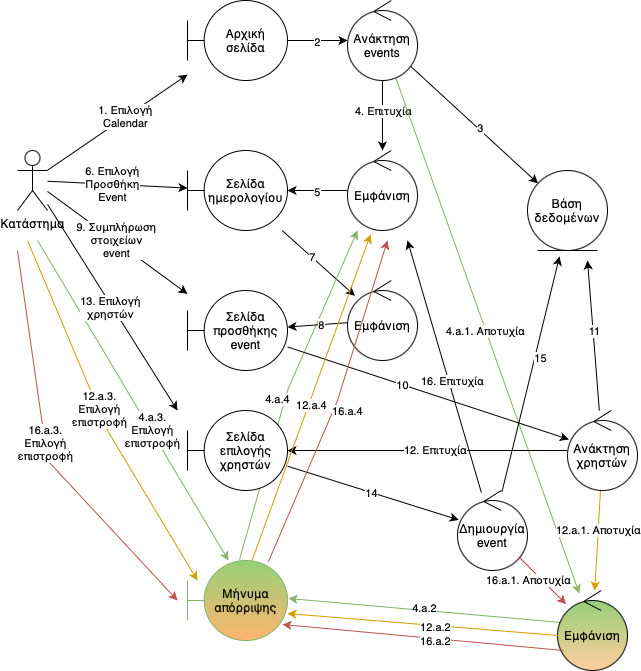 Αρχική
σελίδα
2
Ανάκτηση
events
1. Επιλογή
Calendar
4. Επιτυχία
3
6. Επιλογή
Προσθήκη
Event
Σελίδα
ημερολογίου
5
Εμφάνιση
Βάση
δεδομένων
Κατάστημα
9. Συμπλήρωση
στοιχείων
event
7
13. Επιλογή
χρηστών
Σελίδα
προσθήκης
event
8
Εμφάνιση
4.a.1. Αποτυχία
11
15
10
16. Επιτυχία
12.a.3.
Επιλογή
επιστροφή
4.a.3.
Επιλογή
επιστροφή
16.a.3.
Επιλογή
επιστροφή
4.a.4
12.a.4
16.a.4
Σελίδα
επιλογής
χρηστών
12. Επιτυχία
Ανάκτηση
χρηστών
14
Δημιουργία
event
12.a.1. Αποτυχία
16.a.1. Αποτυχία
Μήνυμα
απόρριψης
4.a.2
12.a.2
16.a.2
Εμφάνιση